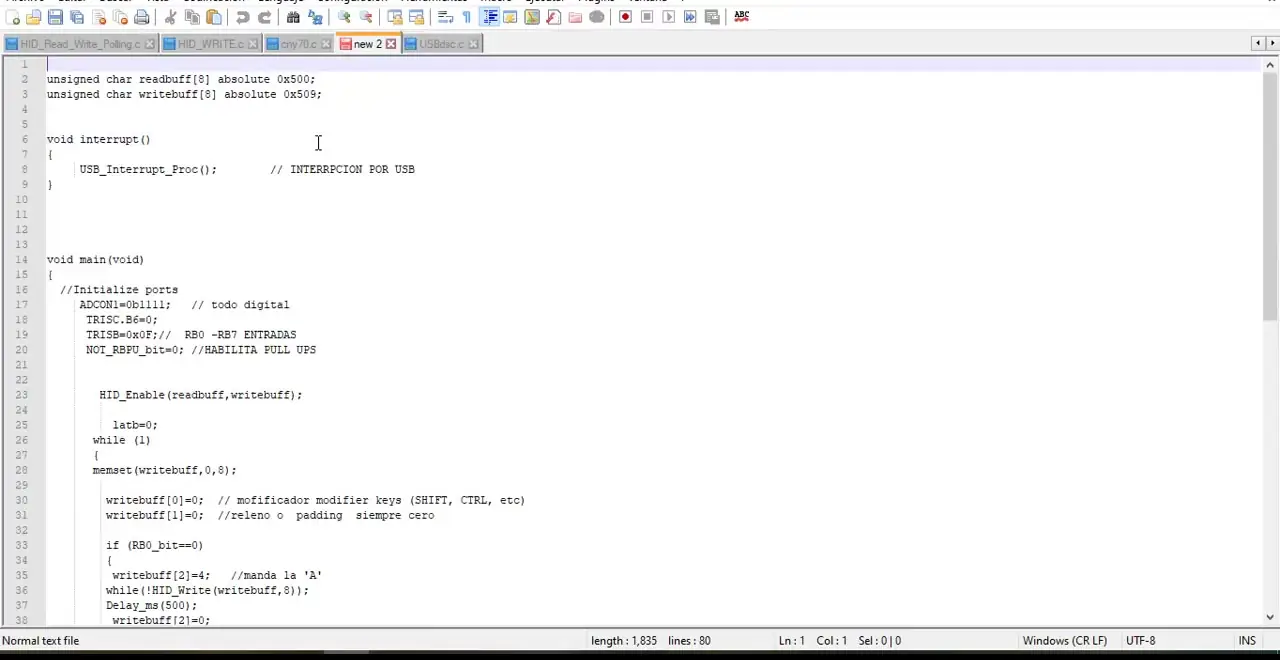 HID_Read_Write_Polling.c HID_WRITE.c cny70.c new 2 USBdsc.c
1
2 unsigned char readbuff[8] absolute 0x500;
3 unsigned char writebuff[8] absolute 0x509;
4
5
6 void interrupt()
7 {
8 USB_Interrupt_Proc(); // INTERRPCION POR USB
9 }
10
11
12
13
14 void main(void)
15 {
16 //Initialize ports
17 ADCON1=0b1111; // todo digital
18 TRISC.B6=0;
19 TRISB=0x0F;// RB0 -RB7 ENTRADAS
20 NOT_RBPU_bit=0; //HABILITA PULL UPS
21
22
23 HID_Enable(readbuff,writebuff);
24
25 latb=0;
26 while (1)
27 {
28 memset(writebuff,0,8);
29
30 writebuff[0]=0; // mofificador modifier keys (SHIFT, CTRL, etc)
31 writebuff[1]=0; //releno o padding siempre cero
32
33 if (RB0_bit==0)
34 {
35 writebuff[2]=4; //manda la 'A'
36 while(!HID_Write(writebuff,8));
37 Delay_ms(500);
38 writebuff[2]=0;
Normal text file length : 1,835 lines : 80 Ln : 1 Col : 1 Sel : 0 | 0 Windows (CR LF) UTF-8 INS